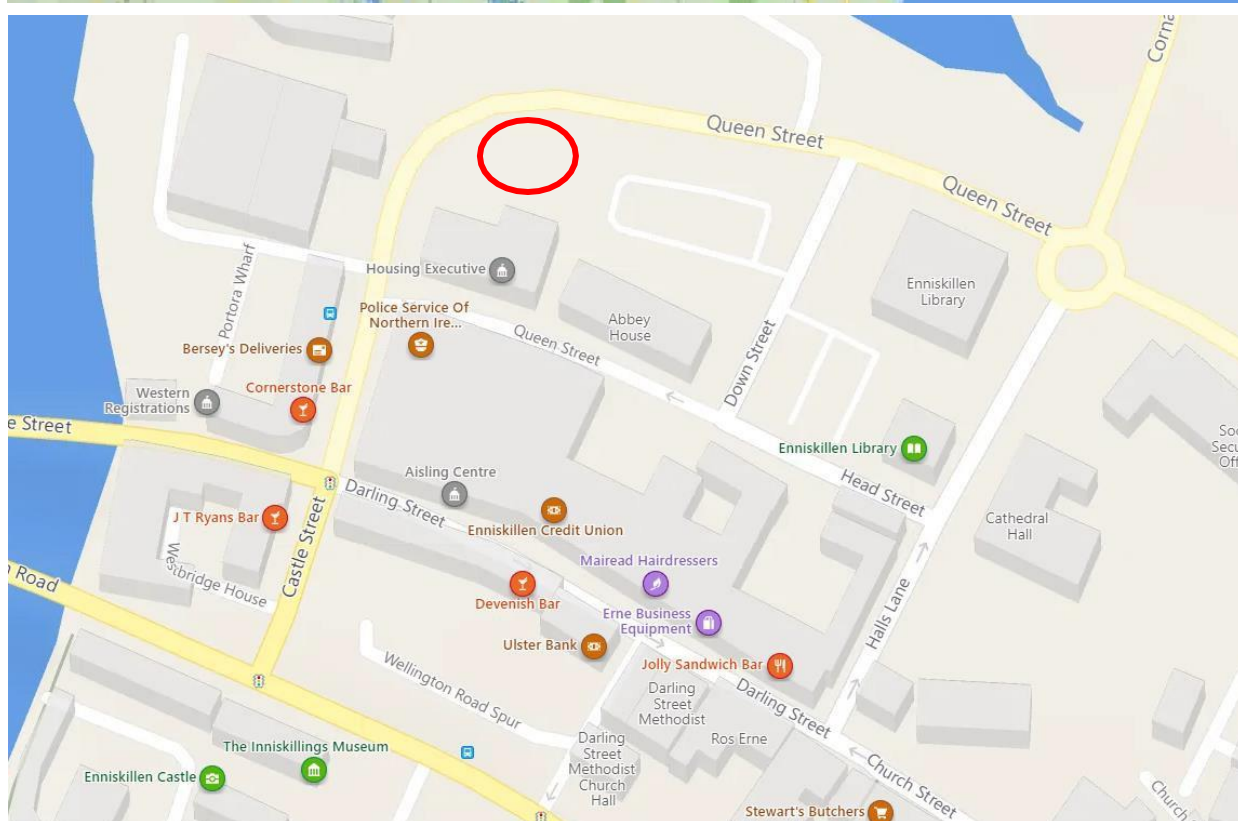 Corna
Queen Street
Queen Street
Portora Wharf
Housing Executive
Enniskillen
Library
Police Service Of
Northern Ire...
Abbey
House
Queen Street
Down Street
Bersey's Deliveries
Western
Registrations
Cornerstone Bar
e Street
Enniskillen Library
Soc
Secu
Off
Aisling Centre
Darling Street
Head Street
J T Ryans Bar
Enniskillen Credit Union
Cathedral
Hall
Castle Street
Westbridge House
n Road
Mairead Hairdressers
Devenish Bar
Erne Business
Equipment
Halls Lane
Ulster Bank
Jolly Sandwich Bar
Wellington Road Spur
Darling
Street
Methodist
Darling Street
Ros Erne
The Inniskillings Museum
Darling
Street
Methodist
Church
Hall
Enniskillen Castle
Church Street
Church
Stewart's Butchers